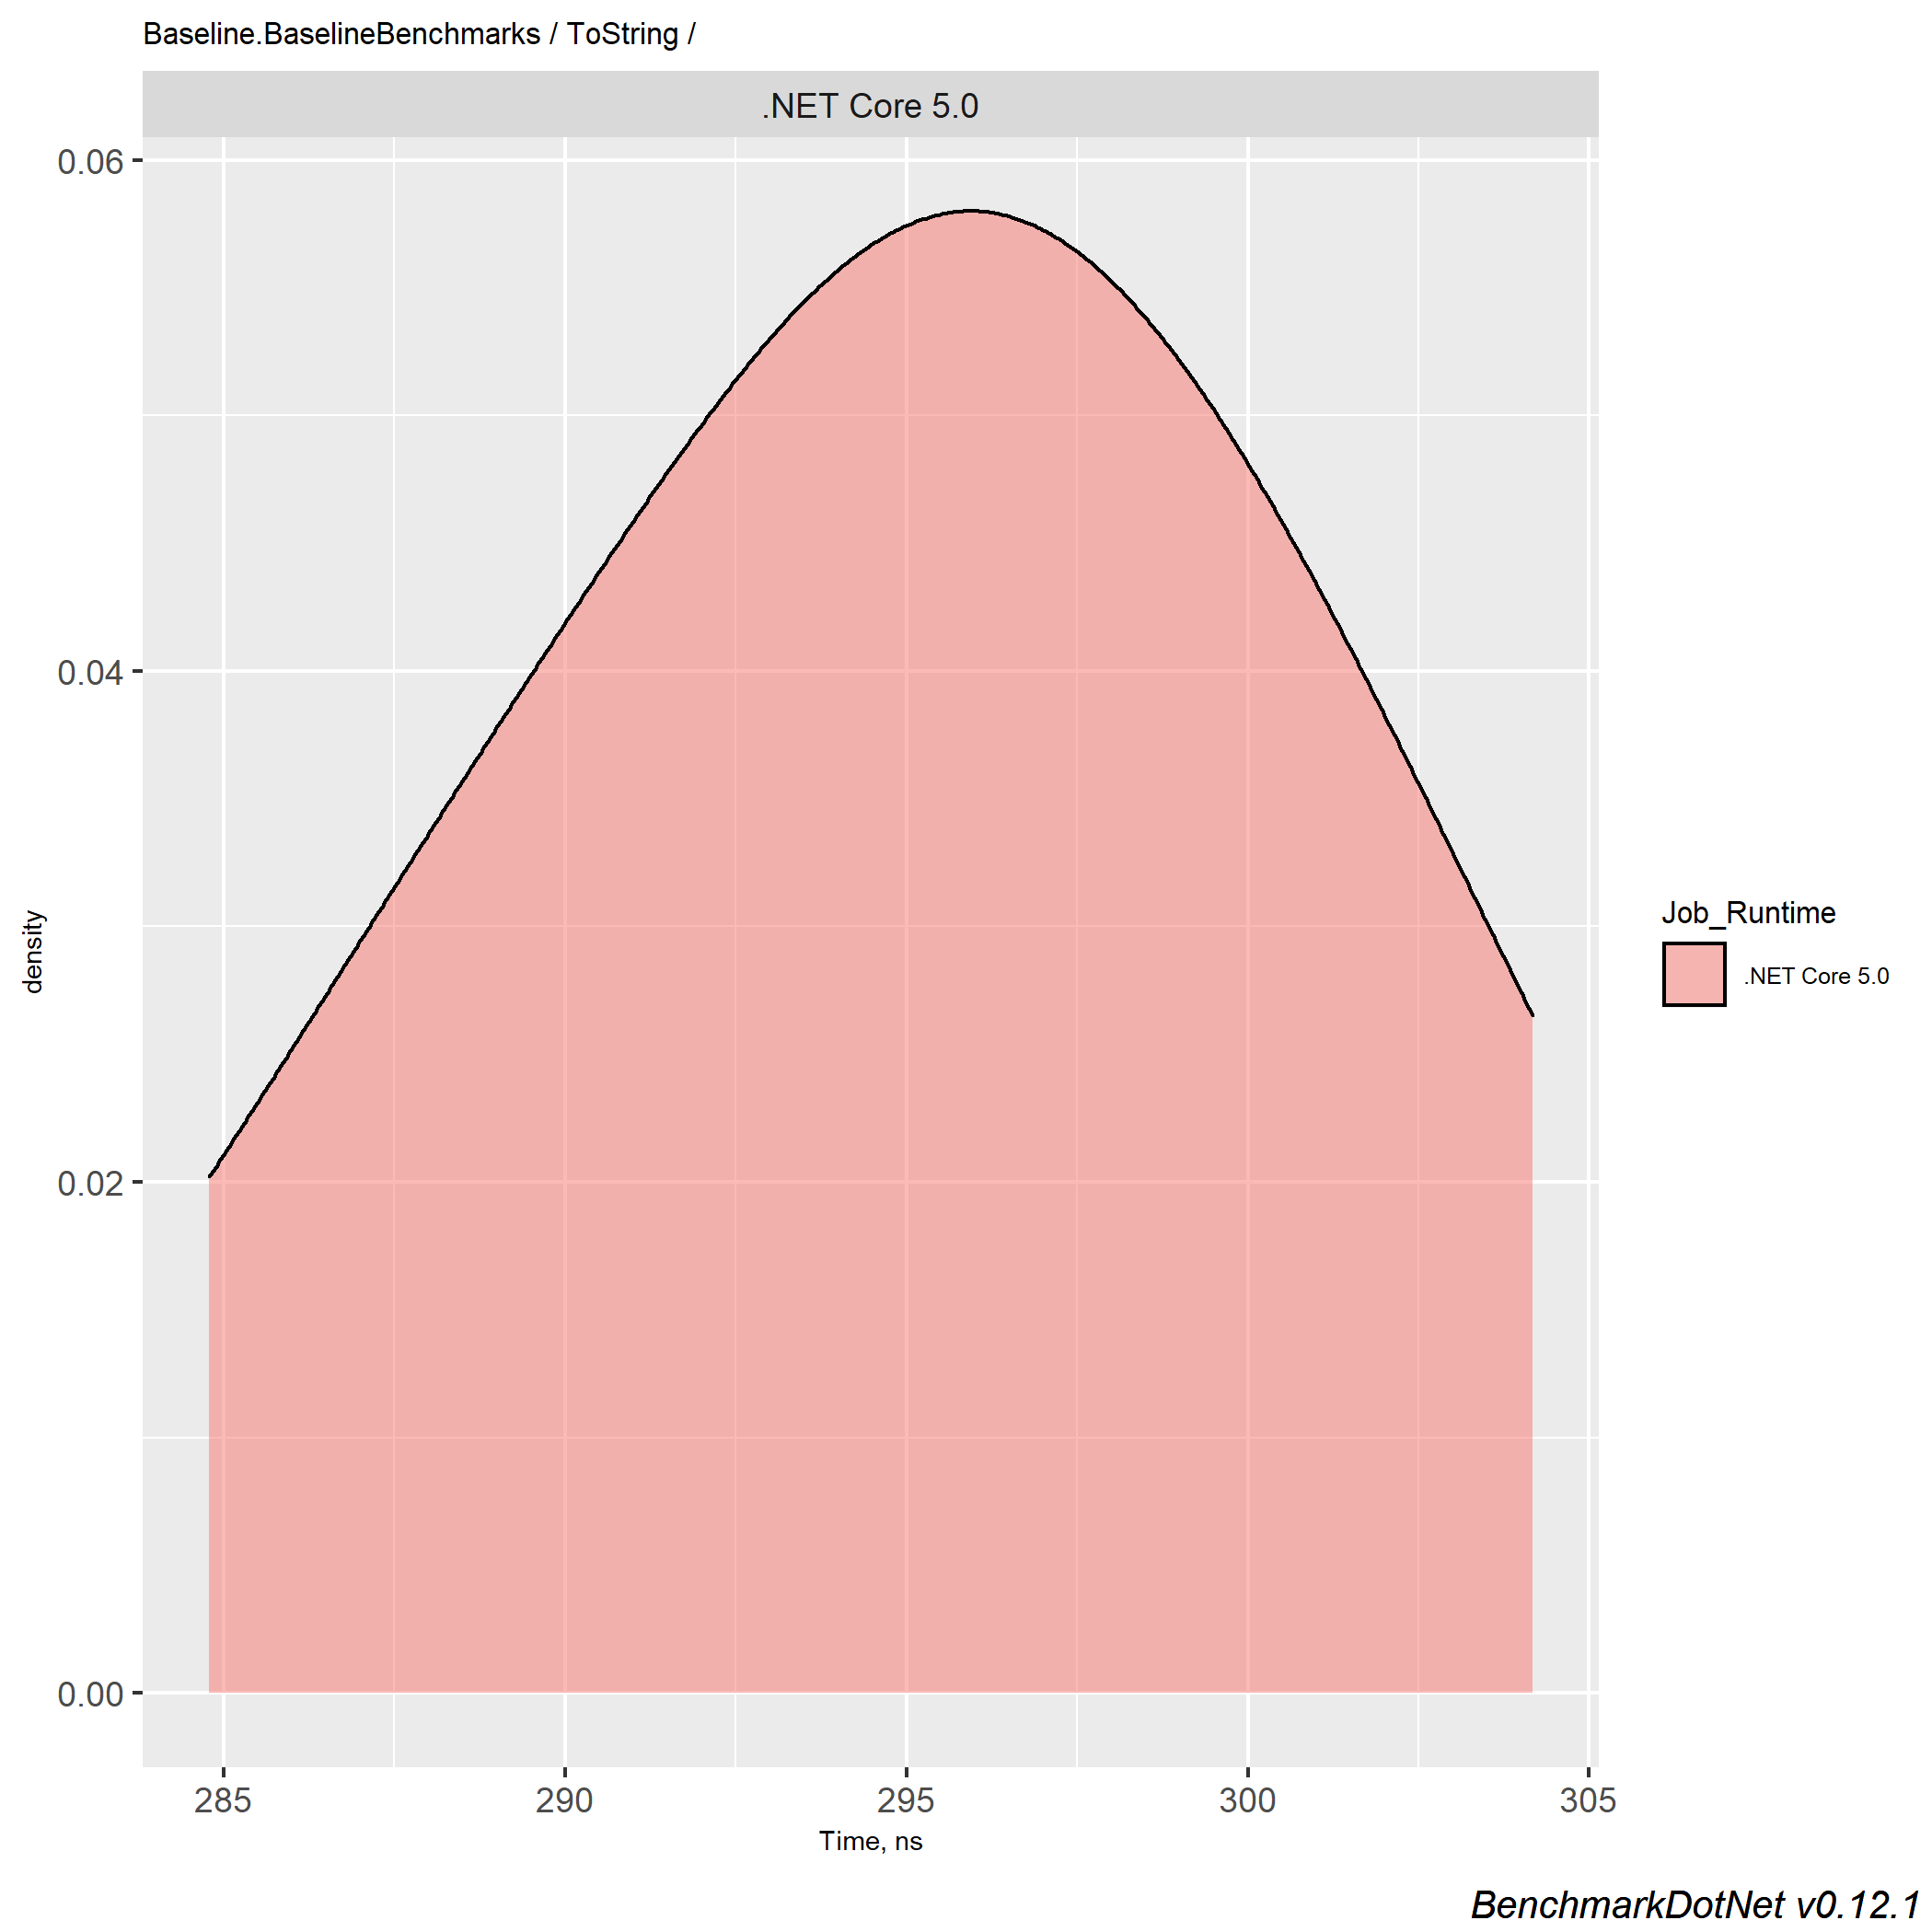 Baseline.BaselineBenchmarks / ToString /
.NET Core 5.0
0.06
0.04
0.02
0.00
density
285 290 295 300 305
Time, ns
Job_Runtime
.NET Core 5.0
BenchmarkDotNet v0.12.1